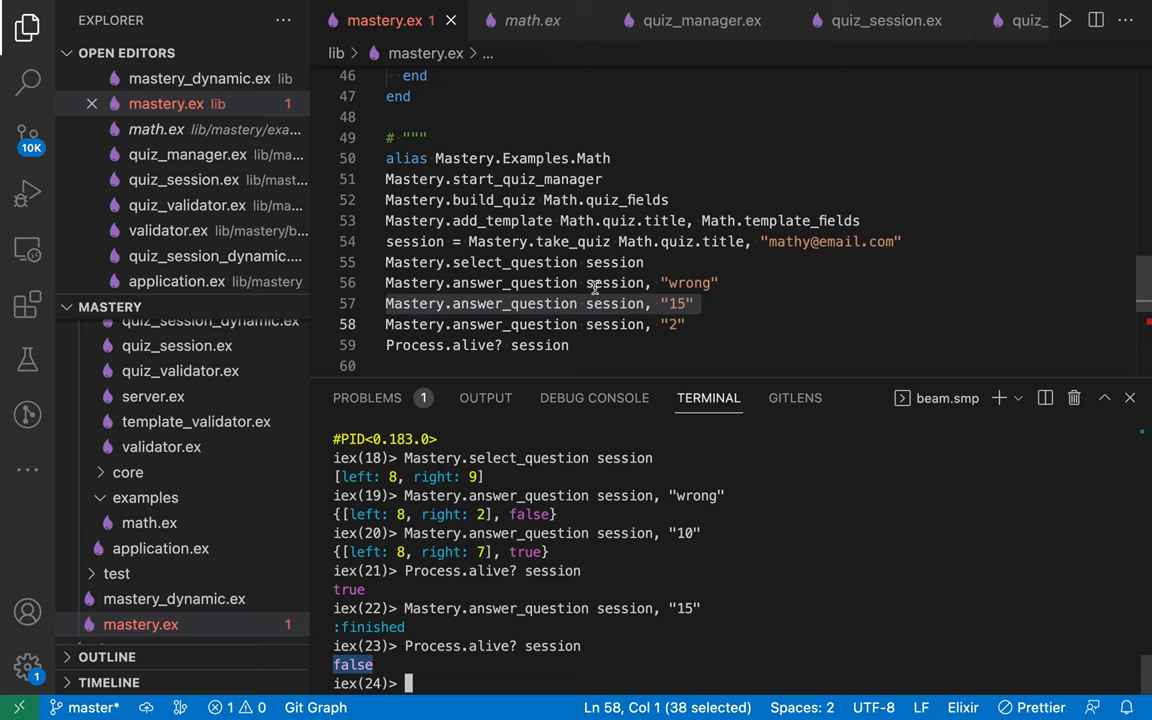 EXPLORER
OPEN EDITORS
mastery_dynamic.ex lib
mastery.ex lib 1
math.ex lib/mastery/exa...
quiz_manager.ex lib/ma...
quiz_session.ex lib/mast...
quiz_validator.ex lib/ma...
validator.ex lib/mastery/b...
quiz_session_dynamic....
application.ex lib/mastery
MASTERY
quiz_session_dynamic.ex
quiz_session.ex
quiz_validator.ex
server.ex
template_validator.ex
validator.ex
core
examples
math.ex
application.ex
test
mastery_dynamic.ex
mastery.ex 1
OUTLINE
TIMELINE
10K
1
mastery.ex 1
math.ex
quiz_manager.ex
quiz_session.ex
quiz_
lib > mastery.ex > ...
46 end
47 end
48
49 # """
50 alias Mastery.Examples.Math
51 Mastery.start_quiz_manager
52 Mastery.build_quiz Math.quiz_fields
53 Mastery.add_template Math.quiz.title, Math.template_fields
54 session = Mastery.take_quiz Math.quiz.title, "mathy@email.com"
55 Mastery.select_question session
56 Mastery.answer_question session, "wrong"
57 Mastery.answer_question session, "15"
58 Mastery.answer_question session, "2"
59 Process.alive? session
60
PROBLEMS 1 OUTPUT DEBUG CONSOLE TERMINAL GITLENS beam.smp
#PID<0.183.0>
iex(18)> Mastery.select_question session
[left: 8, right: 9]
iex(19)> Mastery.answer_question session, "wrong"
{[left: 8, right: 2], false}
iex(20)> Mastery.answer_question session, "10"
{[left: 8, right: 7], true}
iex(21)> Process.alive? session
true
iex(22)> Mastery.answer_question session, "15"
:finished
iex(23)> Process.alive? session
false
iex(24)>
master* 1 0 Git Graph Ln 58, Col 1 (38 selected) Spaces: 2 UTF-8 LF Elixir Prettier